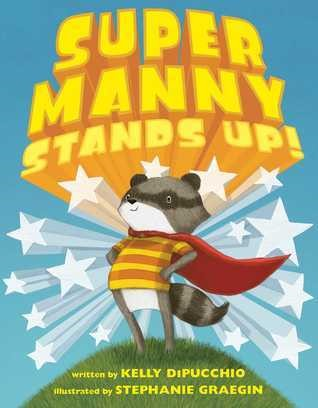 SUPER
MANNY
STANDS UP!
written by KELLY DiPUCCHIO
illustrated by STEPHANIE GRAEGIN